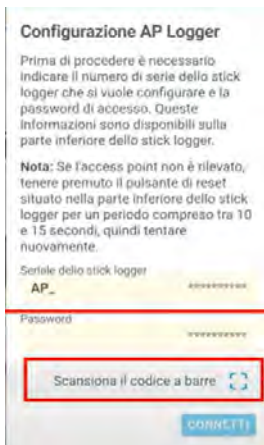 Configurazione AP Logger
Prima di procedere è necessario
indicare il numero di serie dello stick
logger che si vuole configurare e la
password di accesso. Queste
informazioni sono disponibili sulla
parte inferiore dello stick logger.
Nota: Se l'access point non è rilevato,
tenere premuto il pulsante di reset
situato nella parte inferiore dello stick
logger per un periodo compreso tra 10
e 15 secondi, quindi tentare
nuovamente.
Seriale dello stick logger
AP_ **********
Password
**********
Scansiona il codice a barre
CONNETTI